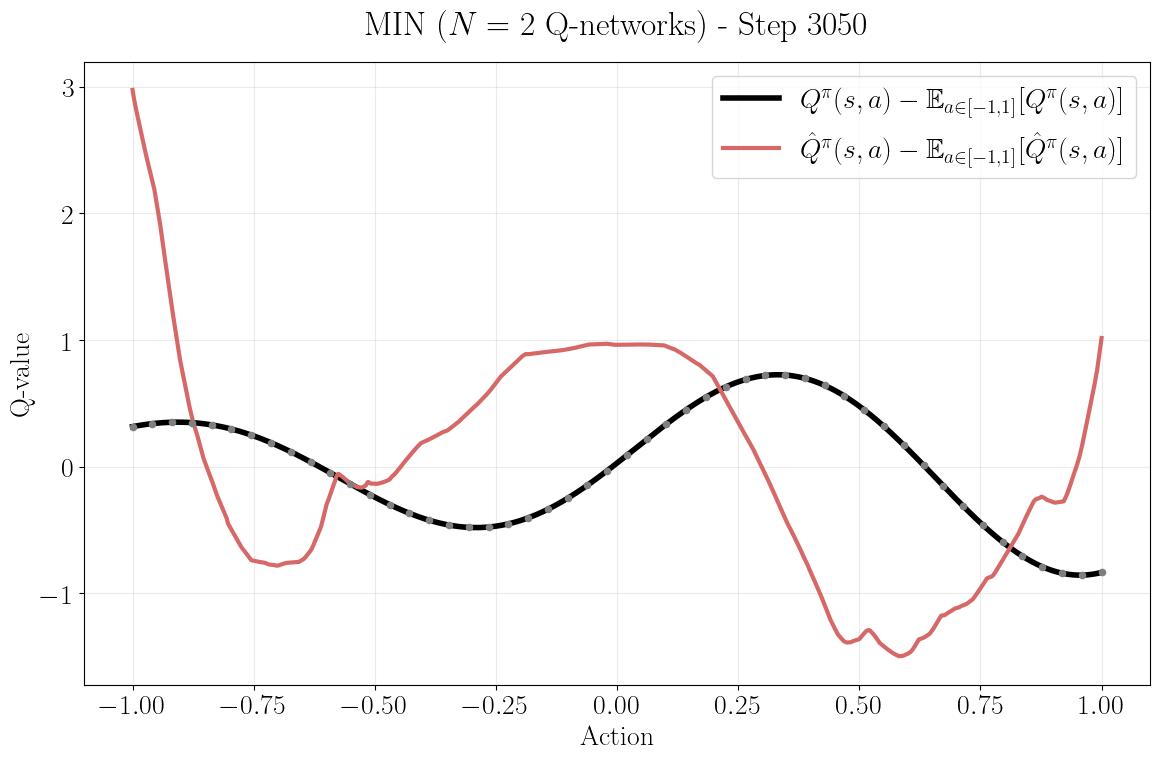 MIN (N = 2 Q-networks) - Step 3050
Q^π(s, a) − 𝔼_{a∈[−1,1]}[Q^π(s, a)]
Q̂^π(s, a) − 𝔼_{a∈[−1,1]}[Q̂^π(s, a)]
Q-value
3
2
1
0
−1
−1.00 −0.75 −0.50 −0.25 0.00 0.25 0.50 0.75 1.00
Action